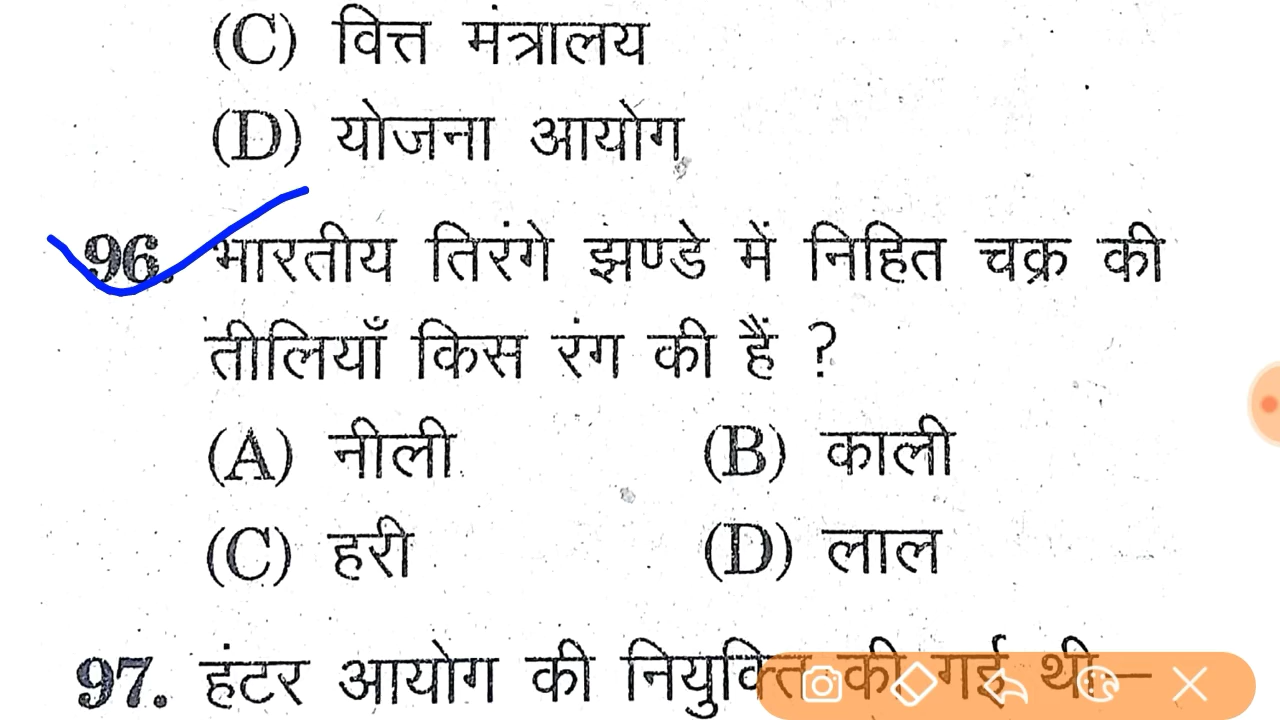 (C) वित्त मंत्रालय
(D) योजना आयोग
96. भारतीय तिरंगे झण्डे में निहित चक्र की
तीलियाँ किस रंग की हैं ?
(A) नीली (B) काली
(C) हरी (D) लाल
97. हंटर आयोग की नियुक्ति की गई थी—